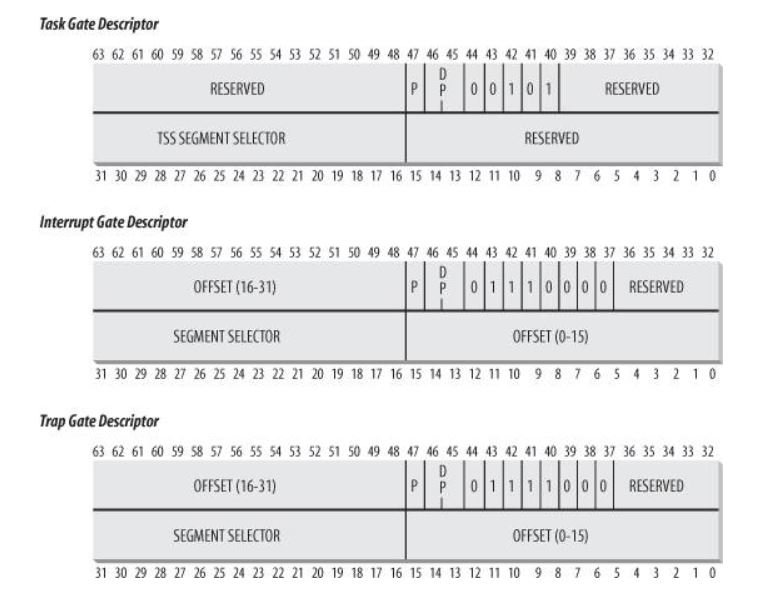 Task Gate Descriptor
63 62 61 60 59 58 57 56 55 54 53 52 51 50 49 48 47 46 45 44 43 42 41 40 39 38 37 36 35 34 33 32
RESERVED P DPL 0 0 1 0 1 RESERVED
TSS SEGMENT SELECTOR RESERVED
31 30 29 28 27 26 25 24 23 22 21 20 19 18 17 16 15 14 13 12 11 10 9 8 7 6 5 4 3 2 1 0
Interrupt Gate Descriptor
63 62 61 60 59 58 57 56 55 54 53 52 51 50 49 48 47 46 45 44 43 42 41 40 39 38 37 36 35 34 33 32
OFFSET (16-31) P DPL 0 1 1 1 0 0 0 0 RESERVED
SEGMENT SELECTOR OFFSET (0-15)
31 30 29 28 27 26 25 24 23 22 21 20 19 18 17 16 15 14 13 12 11 10 9 8 7 6 5 4 3 2 1 0
Trap Gate Descriptor
63 62 61 60 59 58 57 56 55 54 53 52 51 50 49 48 47 46 45 44 43 42 41 40 39 38 37 36 35 34 33 32
OFFSET (16-31) P DPL 0 1 1 1 1 0 0 0 RESERVED
SEGMENT SELECTOR OFFSET (0-15)
31 30 29 28 27 26 25 24 23 22 21 20 19 18 17 16 15 14 13 12 11 10 9 8 7 6 5 4 3 2 1 0